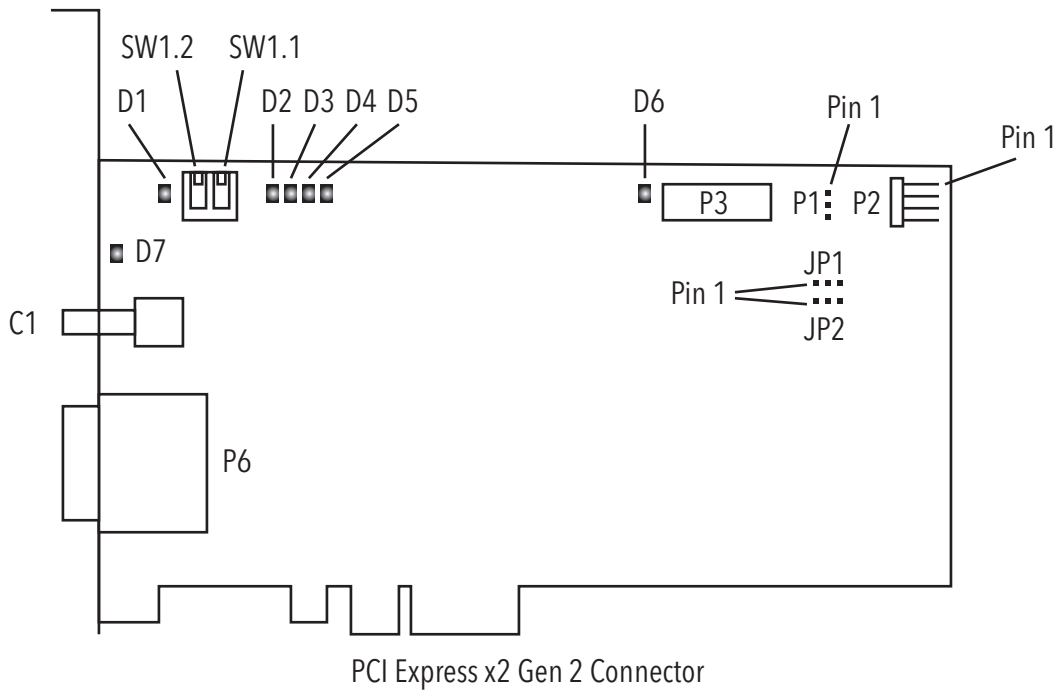 SW1.2 SW1.1
D1 D2 D3 D4 D5 D6 Pin 1
Pin 1
P3 P1 P2
D7
JP1
Pin 1
C1
JP2
P6
PCI Express x2 Gen 2 Connector